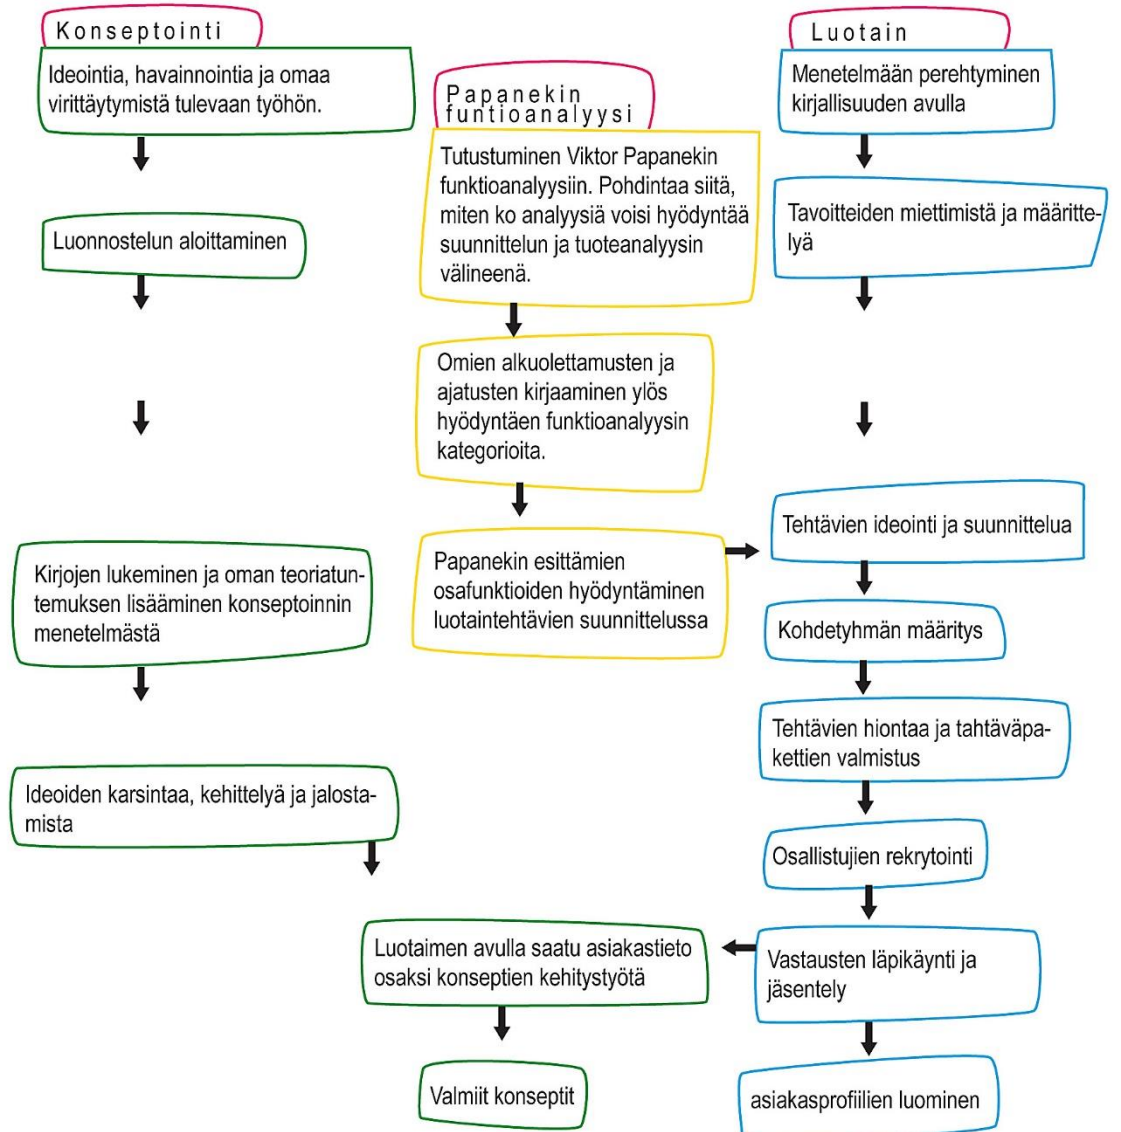 Konseptointi
Ideointia, havainnointia ja omaa
virittäytymistä tulevaan työhön.
Luonnostelun aloittaminen
Kirjojen lukeminen ja oman teoriatun-
temuksen lisääminen konseptoinnin
menetelmästä
Ideoiden karsintaa, kehittelyä ja jalosta-
mista
Luotaimen avulla saatu asiakastieto
osaksi konseptien kehitystyötä
Valmiit konseptit
Papanekin
funtioanalyysi
Tutustuminen Viktor Papanekin
funktioanalyysiin. Pohdintaa siitä,
miten ko analyysiä voisi hyödyntää
suunnittelun ja tuoteanalyysin
välineenä.
Omien alkuolettamusten ja
ajatusten kirjaaminen ylös
hyödyntäen funktioanalyysin
kategorioita.
Papanekin esittämien
osafunktioiden hyödyntäminen
luotaintehtävien suunnittelussa
Luotain
Menetelmään perehtyminen
kirjallisuuden avulla
Tavoitteiden miettimistä ja määritte-
lyä
Tehtävien ideointi ja suunnittelua
Kohdetyhmän määritys
Tehtävien hiontaa ja tahtäväpa-
kettien valmistus
Osallistujien rekrytointi
Vastausten läpikäynti ja
jäsentely
asiakasprofiilien luominen